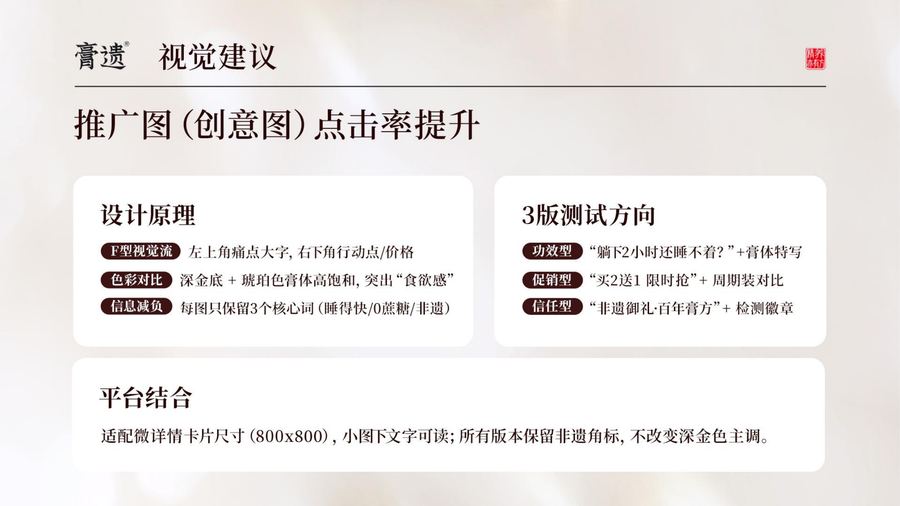 膏遗® 视觉建议
推广图（创意图）点击率提升
设计原理
F型视觉流 左上角痛点大字, 右下角行动点/价格
色彩对比 深金底 + 琥珀色膏体高饱和, 突出“食欲感”
信息减负 每图只保留3个核心词（睡得快/0蔗糖/非遗）
3版测试方向
功效型 “躺下2小时还睡不着？”+膏体特写
促销型 “买2送1 限时抢”+ 周期装对比
信任型 “非遗御礼·百年膏方”+ 检测徽章
平台结合
适配微详情卡片尺寸（800x800）, 小图下文字可读; 所有版本保留非遗角标, 不改变深金色主调。